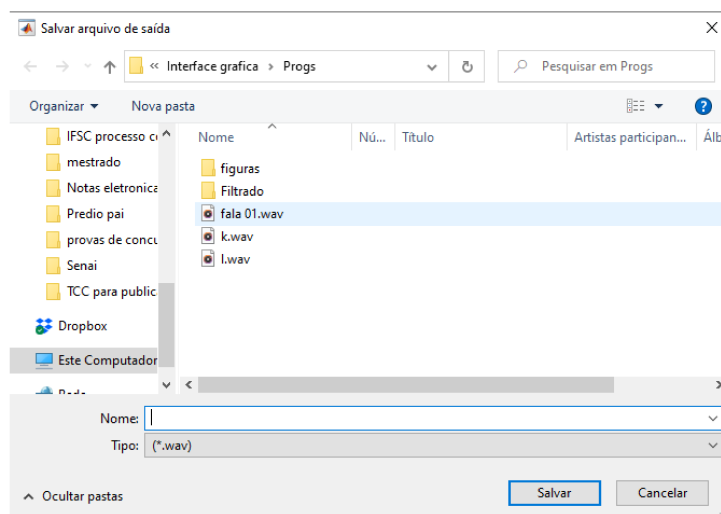 Salvar arquivo de saída
« Interface grafica > Progs
Pesquisar em Progs
Organizar
Nova pasta
IFSC processo c
mestrado
Notas eletronica
Predio pai
provas de concu
Senai
TCC para public
Dropbox
Este Computador
Nome Nú... Título Artistas participan... Álb
figuras
Filtrado
fala 01.wav
k.wav
l.wav
Nome:
Tipo: (*.wav)
Ocultar pastas
Salvar Cancelar